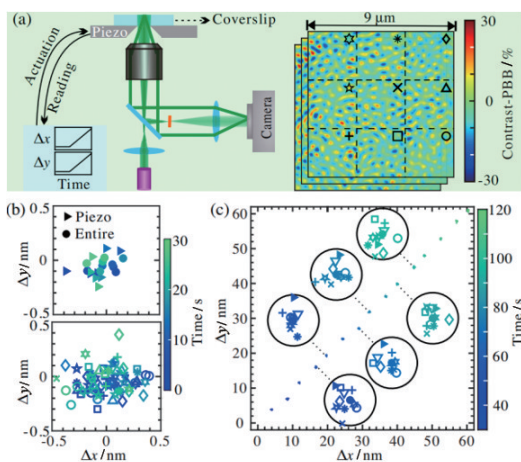 (a)
Coverslip
Piezo
Actuation
Reading
Δx
Δy
Time
Camera
9 μm
30
0
-30
Contrast-PBB/%
(b)
0.5
0
-0.5
Δy/nm
Piezo
Entire
0.5
0
-0.5
Δy/nm
-0.5
0
0.5
Δx/nm
30
20
10
0
Time/s
(c)
60
50
40
30
20
10
0
Δy/nm
0
10
20
30
40
50
60
Δx/nm
120
100
80
60
40
Time/s